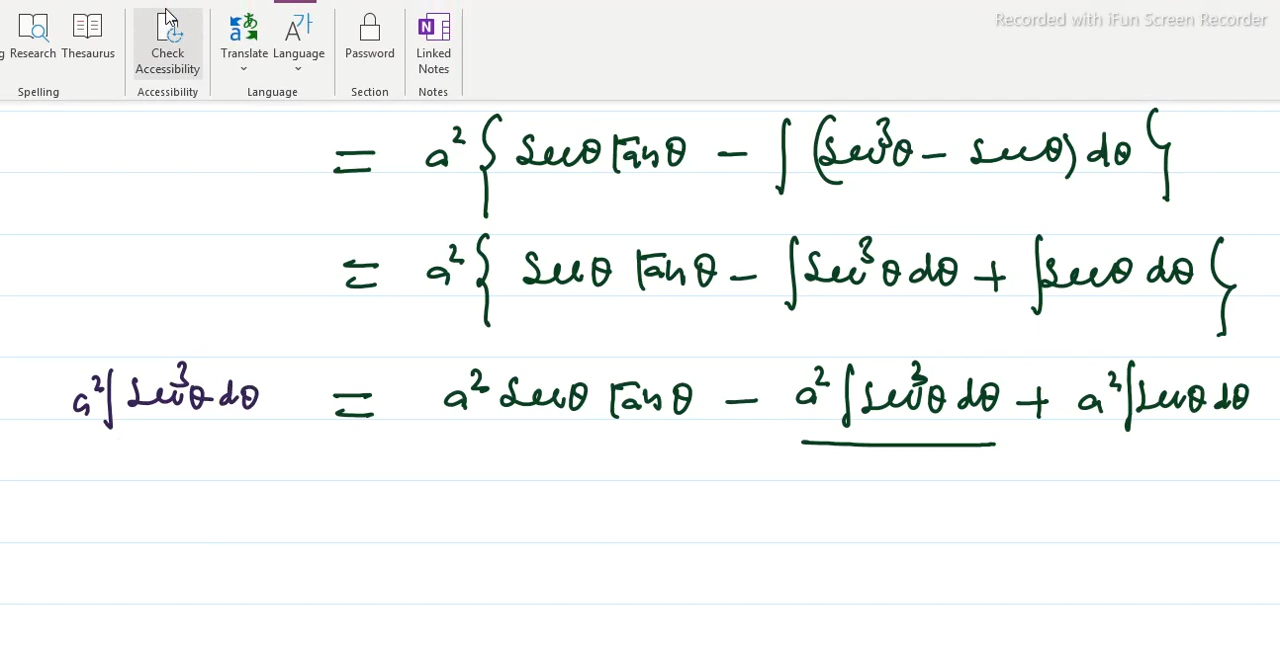 Recorded with iFun Screen Recorder
Research Thesaurus Check Accessibility Translate Language Password Linked Notes
Spelling Accessibility Language Section Notes
= a² { secθ tanθ − ∫ (sec³θ − secθ) dθ }
= a² { secθ tanθ − ∫sec³θ dθ + ∫secθ dθ }
a²∫sec³θ dθ = a² secθ tanθ − a²∫sec³θ dθ + a²∫secθ dθ